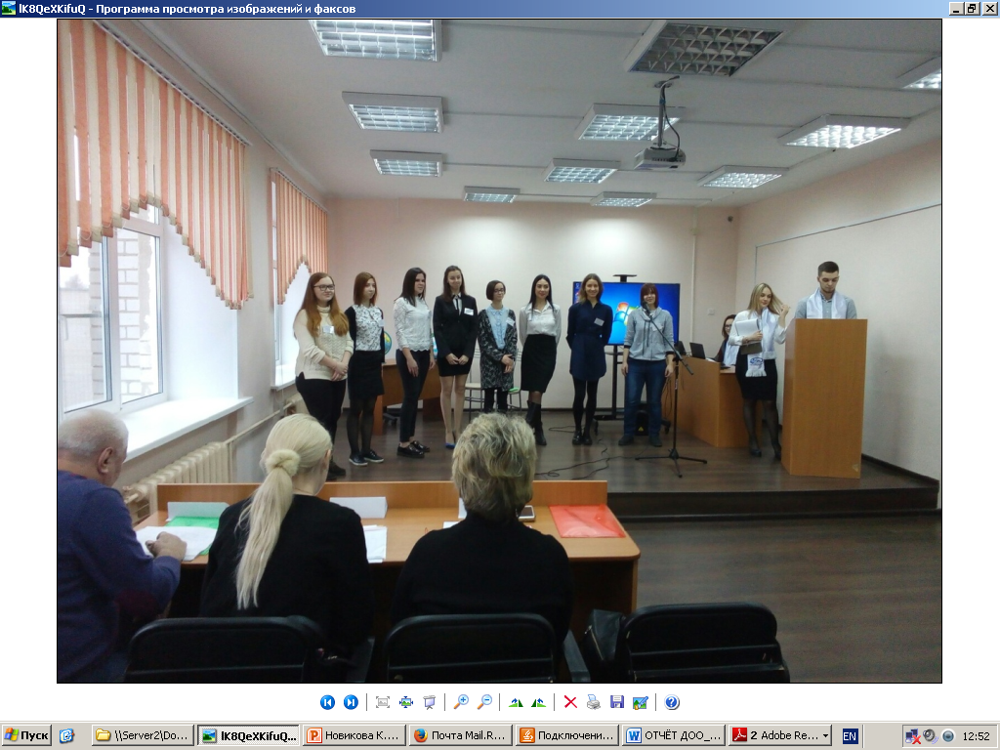 IK8QeXKifuQ - Программа просмотра изображений и факсов
Пуск
\\Server2\Do...
IK8QeXKifuQ...
Новикова К....
Почта Mail.R...
Подключени...
ОТЧЁТ ДОО_...
2 Adobe Re...
EN
12:52